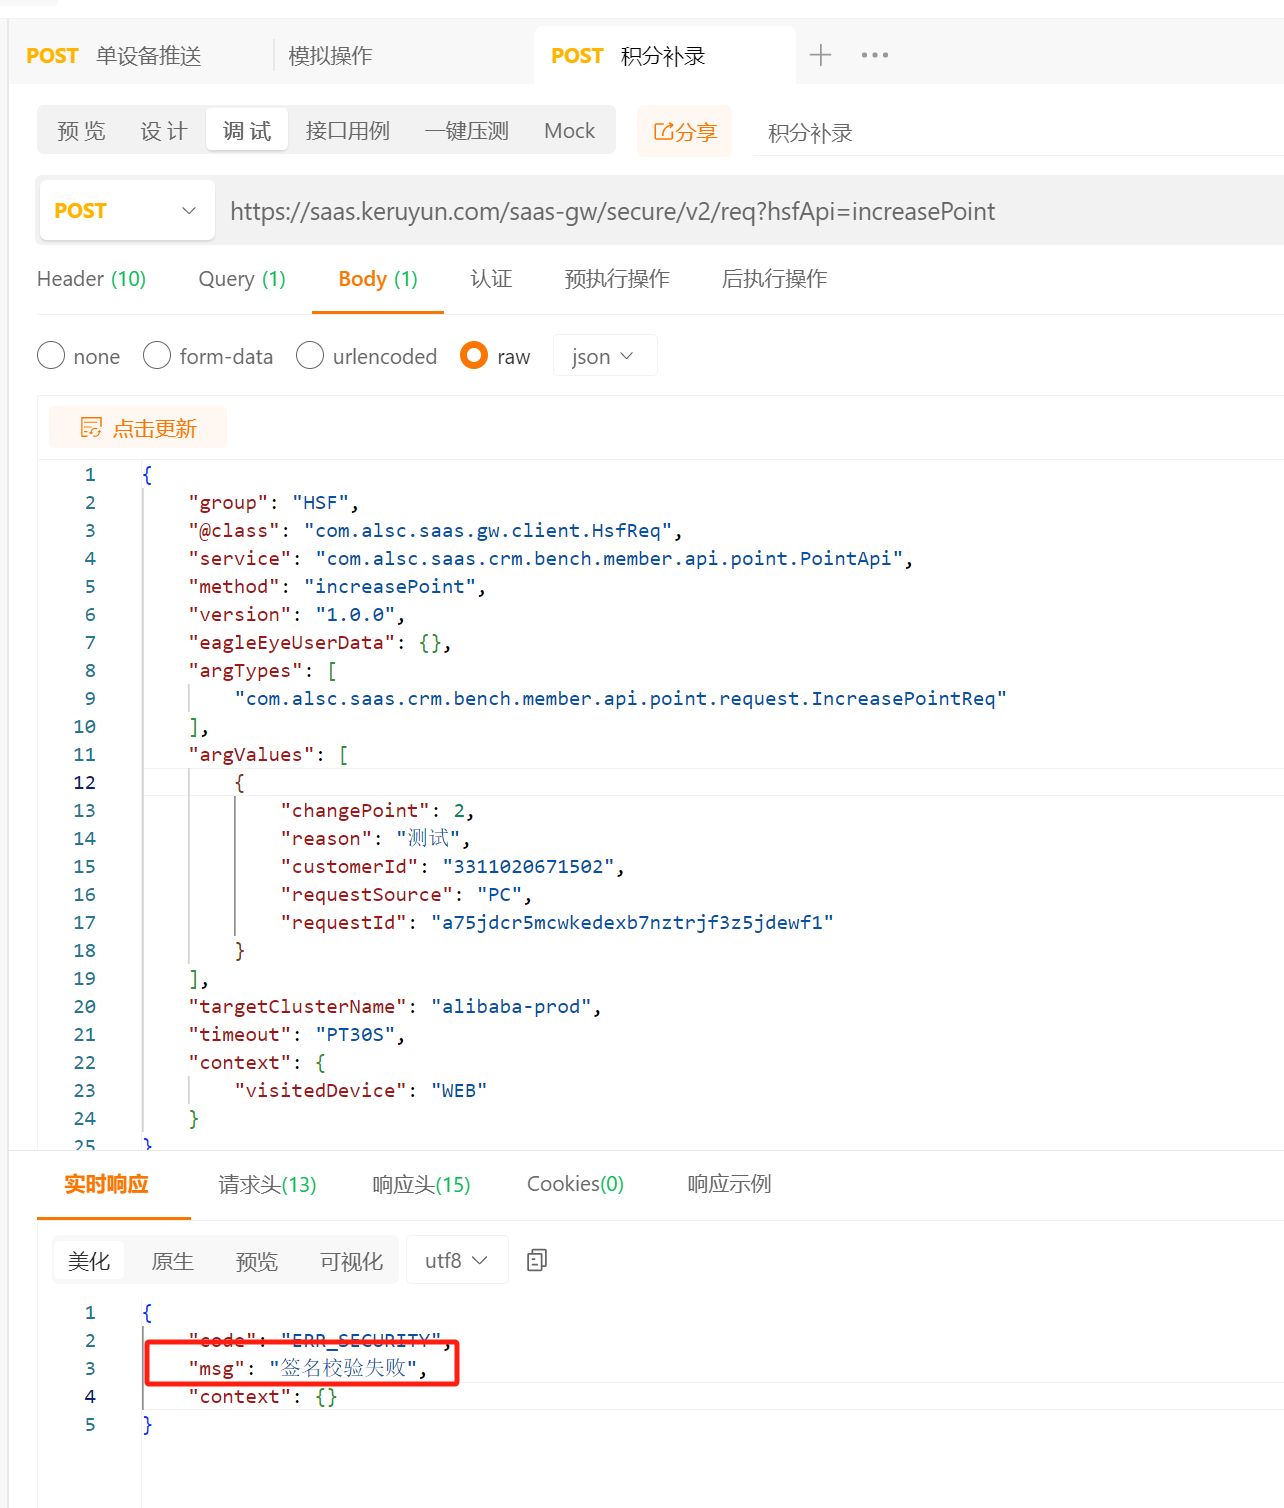 POST 单设备推送 模拟操作 POST 积分补录
预 览 设 计 调 试 接口用例 一键压测 Mock 分享 积分补录
POST https://saas.keruyun.com/saas-gw/secure/v2/req?hsfApi=increasePoint
Header (10) Query (1) Body (1) 认证 预执行操作 后执行操作
none form-data urlencoded raw json
点击更新
1 {
2 "group": "HSF",
3 "@class": "com.alsc.saas.gw.client.HsfReq",
4 "service": "com.alsc.saas.crm.bench.member.api.point.PointApi",
5 "method": "increasePoint",
6 "version": "1.0.0",
7 "eagleEyeUserData": {},
8 "argTypes": [
9 "com.alsc.saas.crm.bench.member.api.point.request.IncreasePointReq"
10 ],
11 "argValues": [
12 {
13 "changePoint": 2,
14 "reason": "测试",
15 "customerId": "3311020671502",
16 "requestSource": "PC",
17 "requestId": "a75jdcr5mcwkedexb7nztrjf3z5jdewf1"
18 }
19 ],
20 "targetClusterName": "alibaba-prod",
21 "timeout": "PT30S",
22 "context": {
23 "visitedDevice": "WEB"
24 }
25 }
实时响应 请求头(13) 响应头(15) Cookies(0) 响应示例
美化 原生 预览 可视化 utf8
1 {
2 "code": "ERR_SECURITY",
3 "msg": "签名校验失败",
4 "context": {}
5 }